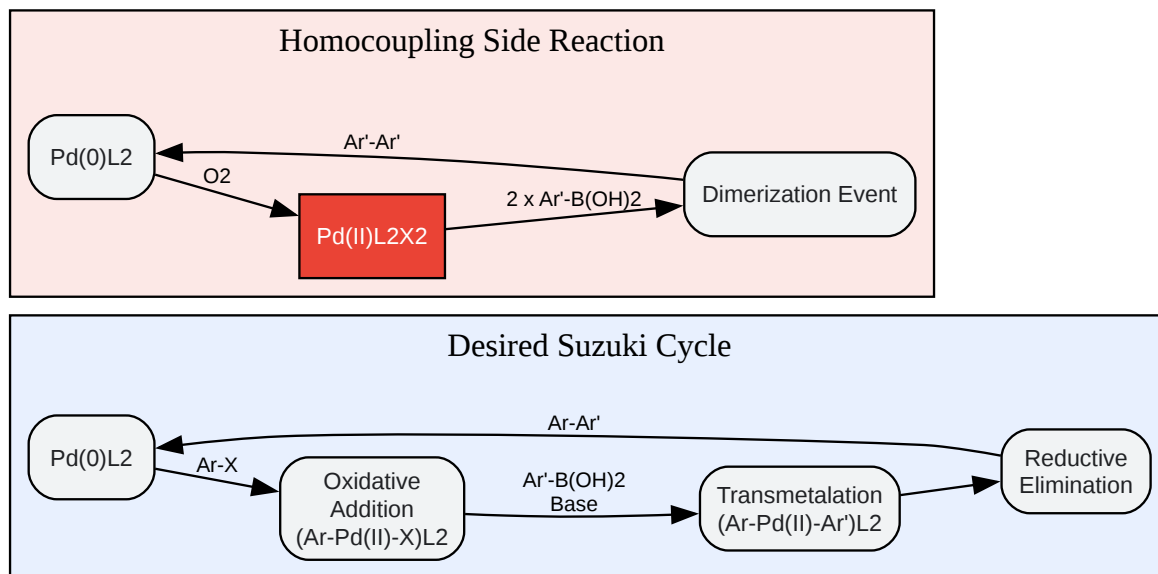 Homocoupling Side Reaction
Pd(0)L2
Ar'-Ar'
O2
Pd(II)L2X2
2 x Ar'-B(OH)2
Dimerization Event
Desired Suzuki Cycle
Pd(0)L2
Ar-Ar'
Ar-X
Oxidative
Addition
(Ar-Pd(II)-X)L2
Ar'-B(OH)2
Base
Transmetalation
(Ar-Pd(II)-Ar')L2
Reductive
Elimination